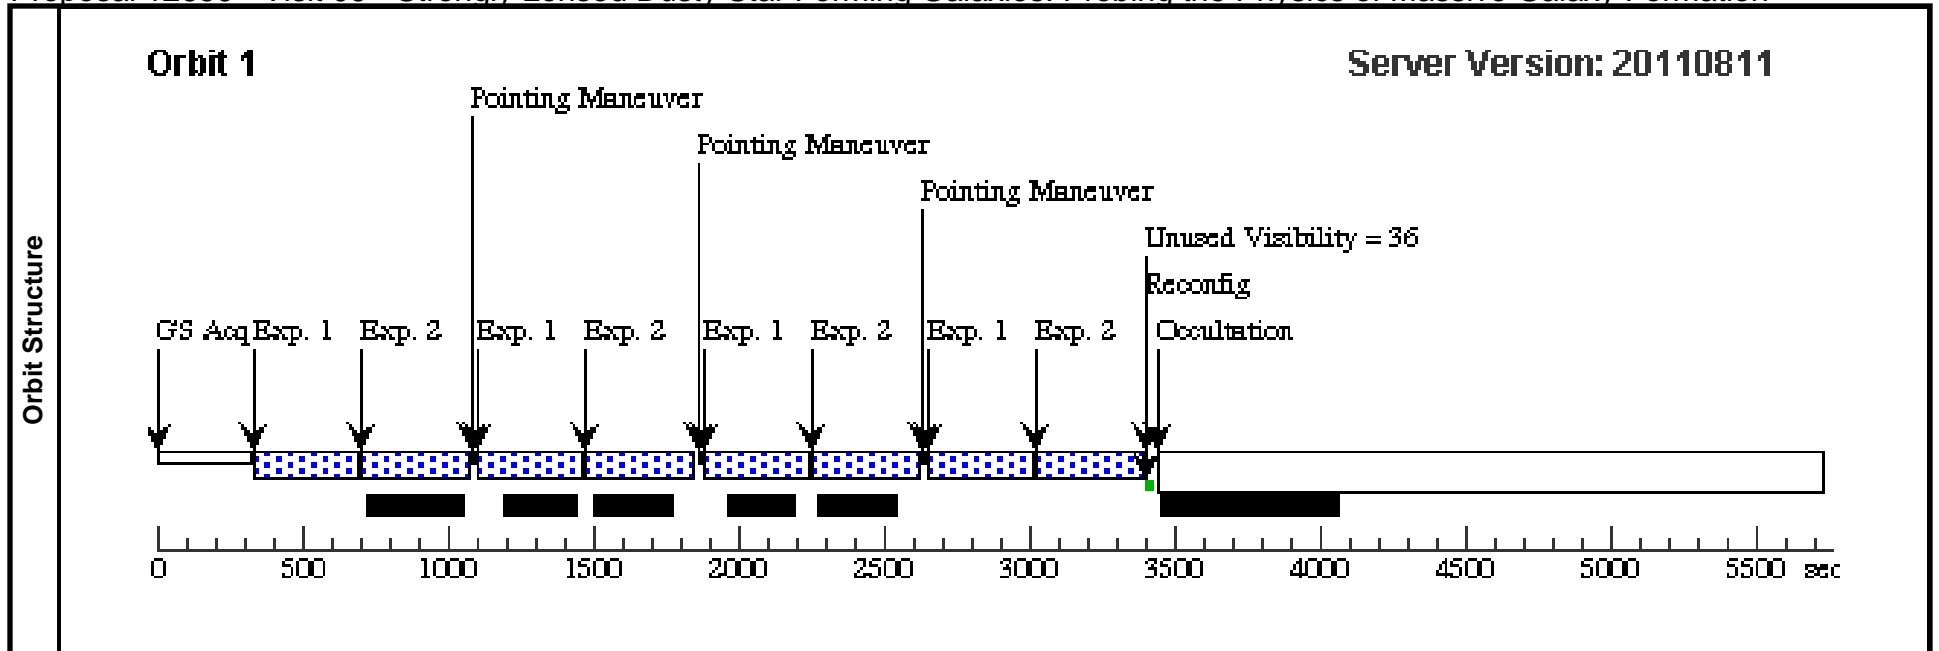 Orbit 1
Server Version: 20110811
Pointing Maneuver
Pointing Maneuver
Pointing Maneuver
Unused Visibility = 36
Reconfig
GS Acq Exp. 1 Exp. 2 Exp. 1 Exp. 2 Exp. 1 Exp. 2 Exp. 1 Exp. 2 Occultation
Orbit Structure
0 500 1000 1500 2000 2500 3000 3500 4000 4500 5000 5500 sec